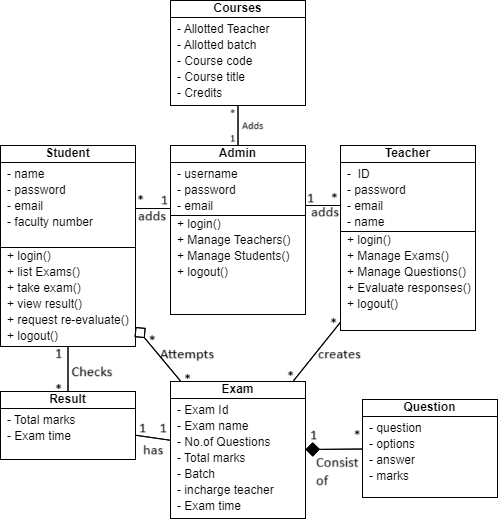 Courses
- Allotted Teacher
- Allotted batch
- Course code
- Course title
- Credits
*
Adds
1
Student
- name
- password
- email
- faculty number
+ login()
+ list Exams()
+ take exam()
+ view result()
+ request re-evaluate()
+ logout()
* 1
adds
Admin
- username
- password
- email
+ login()
+ Manage Teachers()
+ Manage Students()
+ logout()
1 *
adds
Teacher
- ID
- password
- email
- name
+ login()
+ Manage Exams()
+ Manage Questions()
+ Evaluate responses()
+ logout()
1
Checks
*
*
Attempts
*
*
creates
*
Result
- Total marks
- Exam time
1 1
has
Exam
- Exam Id
- Exam name
- No.of Questions
- Total marks
- Batch
- incharge teacher
- Exam time
1 *
Consist
of
Question
- question
- options
- answer
- marks